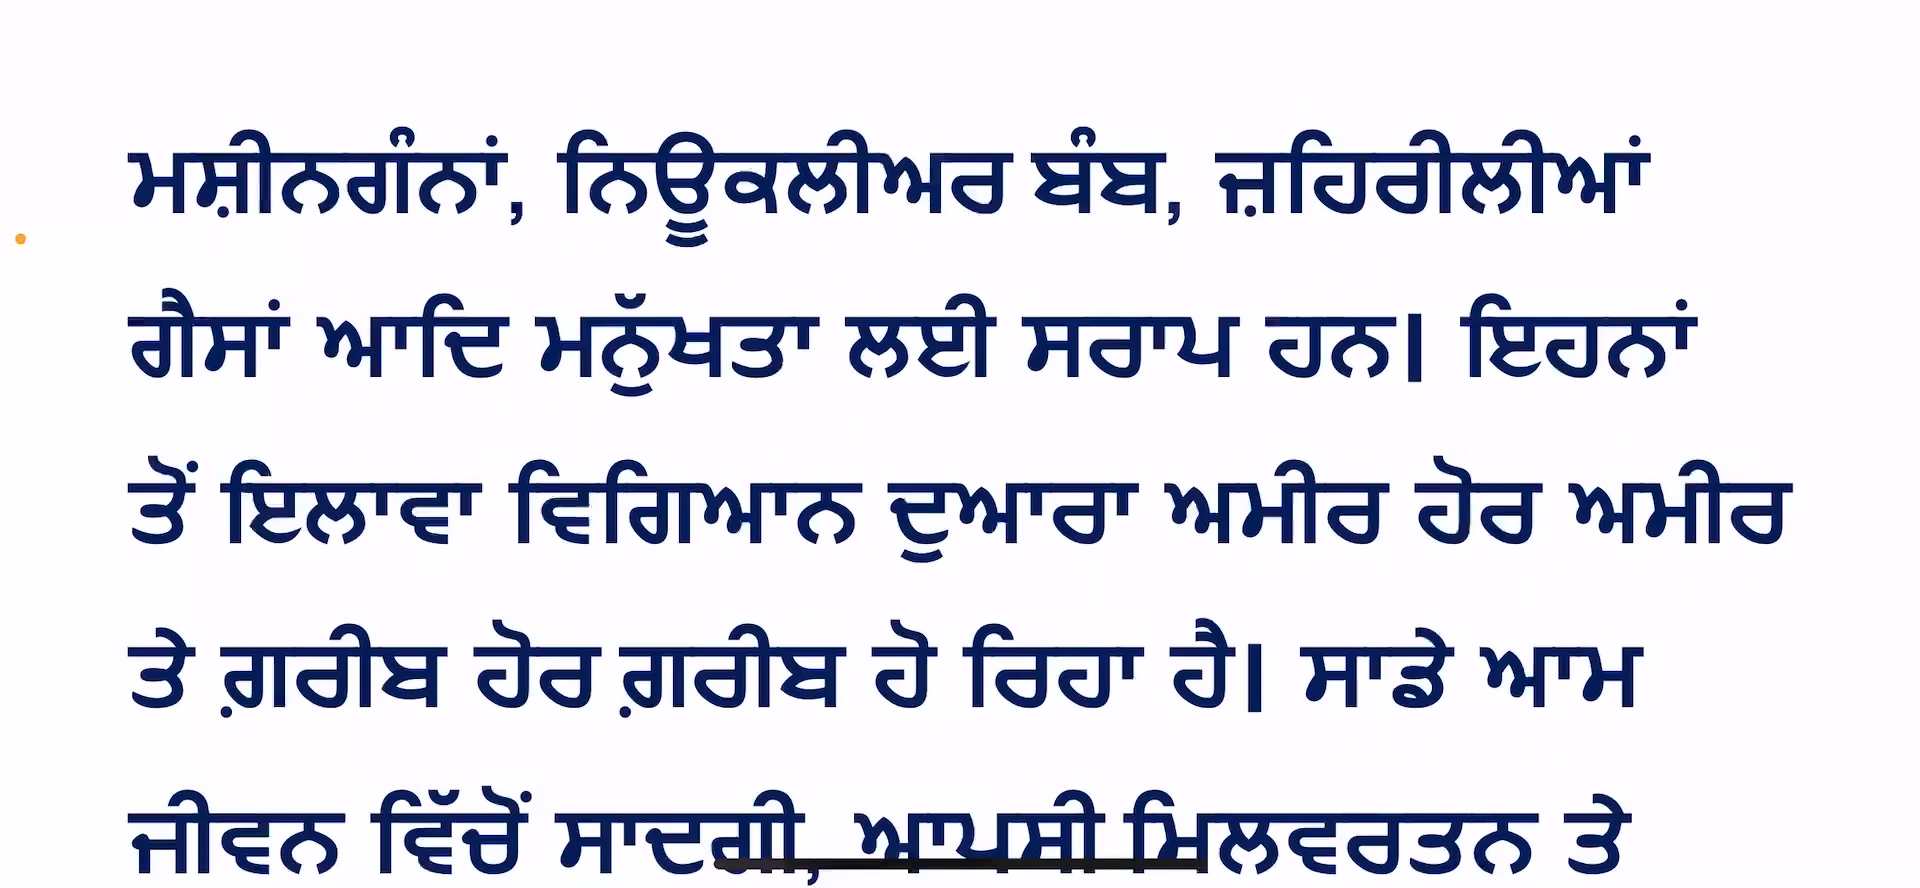 ਮਸ਼ੀਨਗੰਨਾਂ, ਨਿਊਕਲੀਅਰ ਬੰਬ, ਜ਼ਹਿਰੀਲੀਆਂ
ਗੈਸਾਂ ਆਦਿ ਮਨੁੱਖਤਾ ਲਈ ਸਰਾਪ ਹਨ। ਇਹਨਾਂ
ਤੋਂ ਇਲਾਵਾ ਵਿਗਿਆਨ ਦੁਆਰਾ ਅਮੀਰ ਹੋਰ ਅਮੀਰ
ਤੇ ਗ਼ਰੀਬ ਹੋਰ ਗ਼ਰੀਬ ਹੋ ਰਿਹਾ ਹੈ। ਸਾਡੇ ਆਮ
ਜੀਵਨ ਵਿੱਚੋਂ ਸਾਦਗੀ, ਆਪਸੀ ਮਿਲਵਰਤਨ ਤੇ